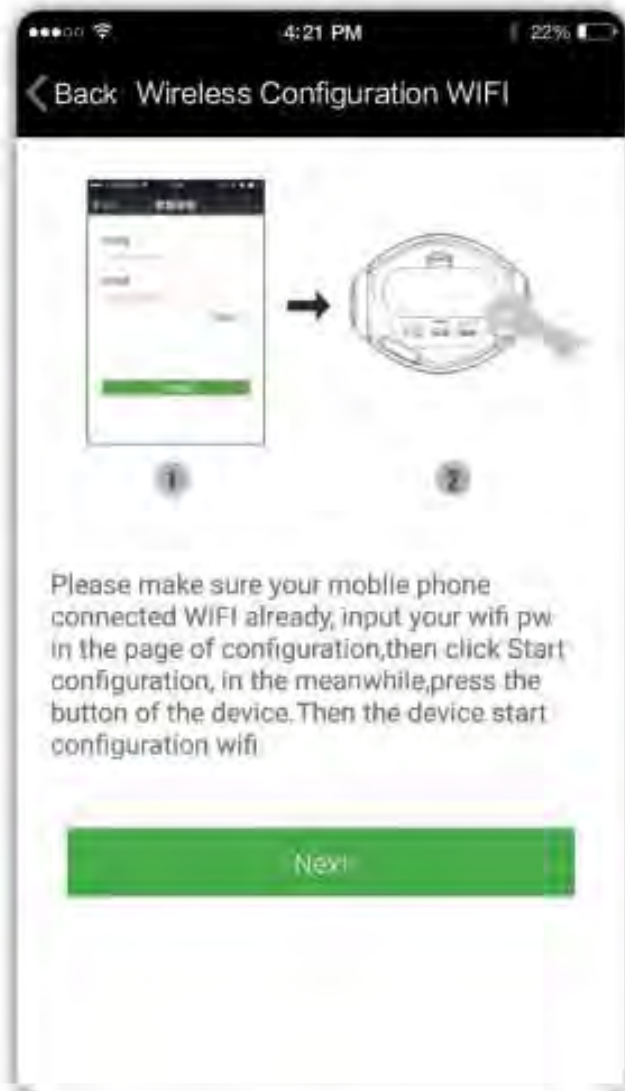 4:21 PM
22%
Back Wireless Configuration WIFI
1
2
Please make sure your moblie phone
connected WIFI already, input your wifi pw
in the page of configuration,then click Start
configuration, in the meanwhile,press the
button of the device.Then the device start
configuration wifi
Next